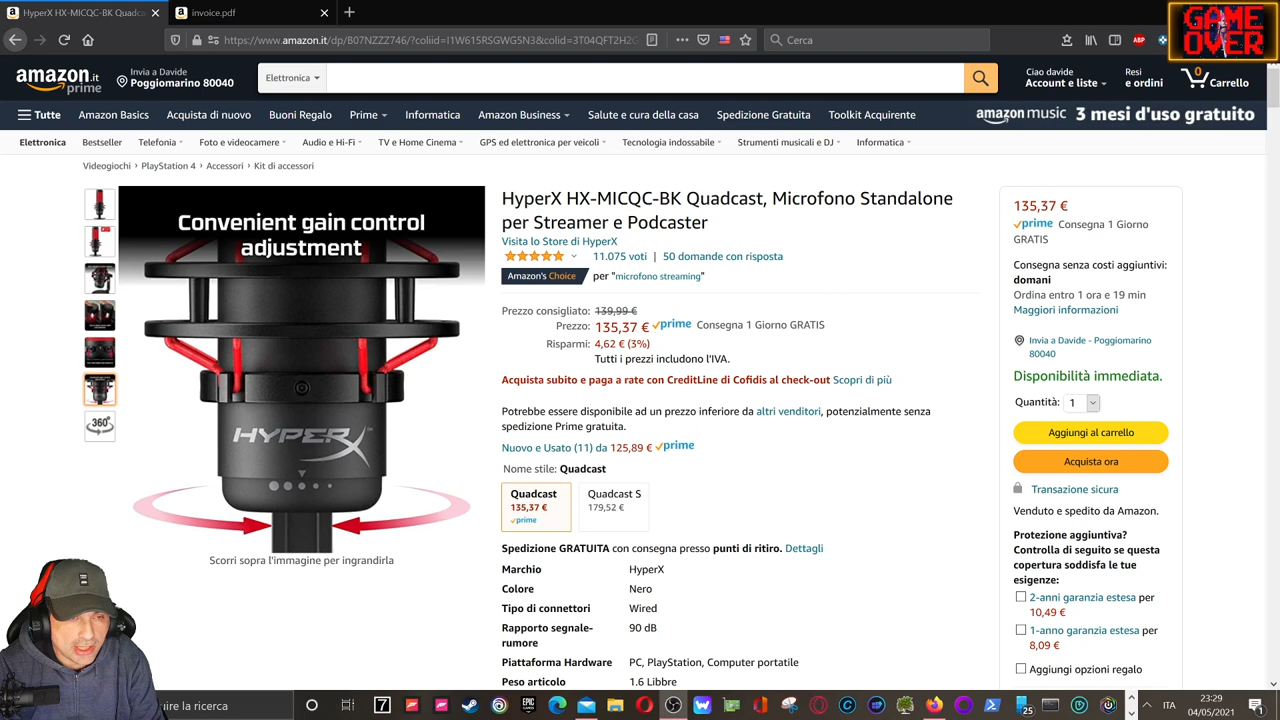 HyperX HX-MICQC-BK Quadca
invoice.pdf
https://www.amazon.it/dp/B07NZZZ746/?coliid=I1W615RSGWG5N3&colid=3T04QFT2H2G
Cerca
GAME OVER
amazon.it
prime
Invia a Davide
Poggiomarino 80040
Elettronica
Ciao davide
Account e liste
Resi
e ordini
0
Carrello
Tutte
Amazon Basics
Acquista di nuovo
Buoni Regalo
Prime
Informatica
Amazon Business
Salute e cura della casa
Spedizione Gratuita
Toolkit Acquirente
amazon music 3 mesi d'uso gratuito
Elettronica
Bestseller
Telefonia
Foto e videocamere
Audio e Hi-Fi
TV e Home Cinema
GPS ed elettronica per veicoli
Tecnologia indossabile
Strumenti musicali e DJ
Informatica
Videogiochi › PlayStation 4 › Accessori › Kit di accessori
Convenient gain control
adjustment
HYPERX
360°
Scorri sopra l'immagine per ingrandirla
HyperX HX-MICQC-BK Quadcast, Microfono Standalone
per Streamer e Podcaster
Visita lo Store di HyperX
11.075 voti | 50 domande con risposta
Amazon's Choice per "microfono streaming"
Prezzo consigliato: 139,99 €
Prezzo: 135,37 € prime Consegna 1 Giorno GRATIS
Risparmi: 4,62 € (3%)
Tutti i prezzi includono l'IVA.
Acquista subito e paga a rate con CreditLine di Cofidis al check-out Scopri di più
Potrebbe essere disponibile ad un prezzo inferiore da altri venditori, potenzialmente senza
spedizione Prime gratuita.
Nuovo e Usato (11) da 125,89 € prime
Nome stile: Quadcast
Quadcast
135,37 €
prime
Quadcast S
179,52 €
Spedizione GRATUITA con consegna presso punti di ritiro. Dettagli
Marchio HyperX
Colore Nero
Tipo di connettori Wired
Rapporto segnale-
rumore 90 dB
Piattaforma Hardware PC, PlayStation, Computer portatile
Peso articolo 1.6 Libbre
135,37 €
prime Consegna 1 Giorno
GRATIS
Consegna senza costi aggiuntivi:
domani
Ordina entro 1 ora e 19 min
Maggiori informazioni
Invia a Davide - Poggiomarino
80040
Disponibilità immediata.
Quantità: 1
Aggiungi al carrello
Acquista ora
Transazione sicura
Venduto e spedito da Amazon.
Protezione aggiuntiva?
Controlla di seguito se questa
copertura soddisfa le tue
esigenze:
2-anni garanzia estesa per
10,49 €
1-anno garanzia estesa per
8,09 €
Aggiungi opzioni regalo
ire la ricerca
ITA
23:29
04/05/2021